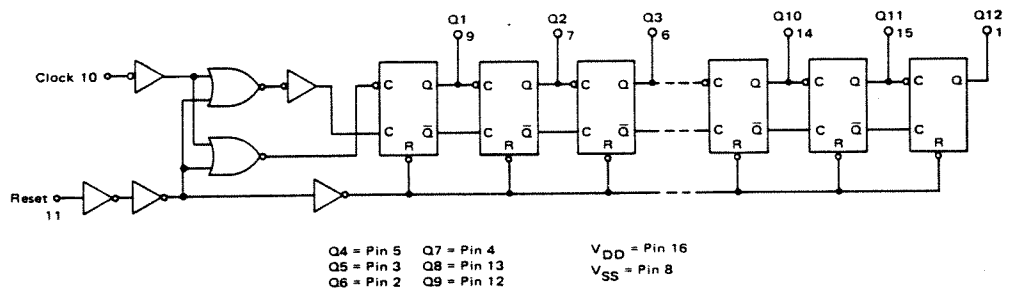 Q1 Q2 Q3 Q10 Q11 Q12
9 7 6 14 15 1
Clock 10
C Q C Q C Q C Q C Q C Q
C Q̅ C Q̅ C Q̅ C Q̅ C Q̅ C
R R R R R R
Reset
11
Q4 = Pin 5 Q7 = Pin 4 VDD = Pin 16
Q5 = Pin 3 Q8 = Pin 13 VSS = Pin 8
Q6 = Pin 2 Q9 = Pin 12